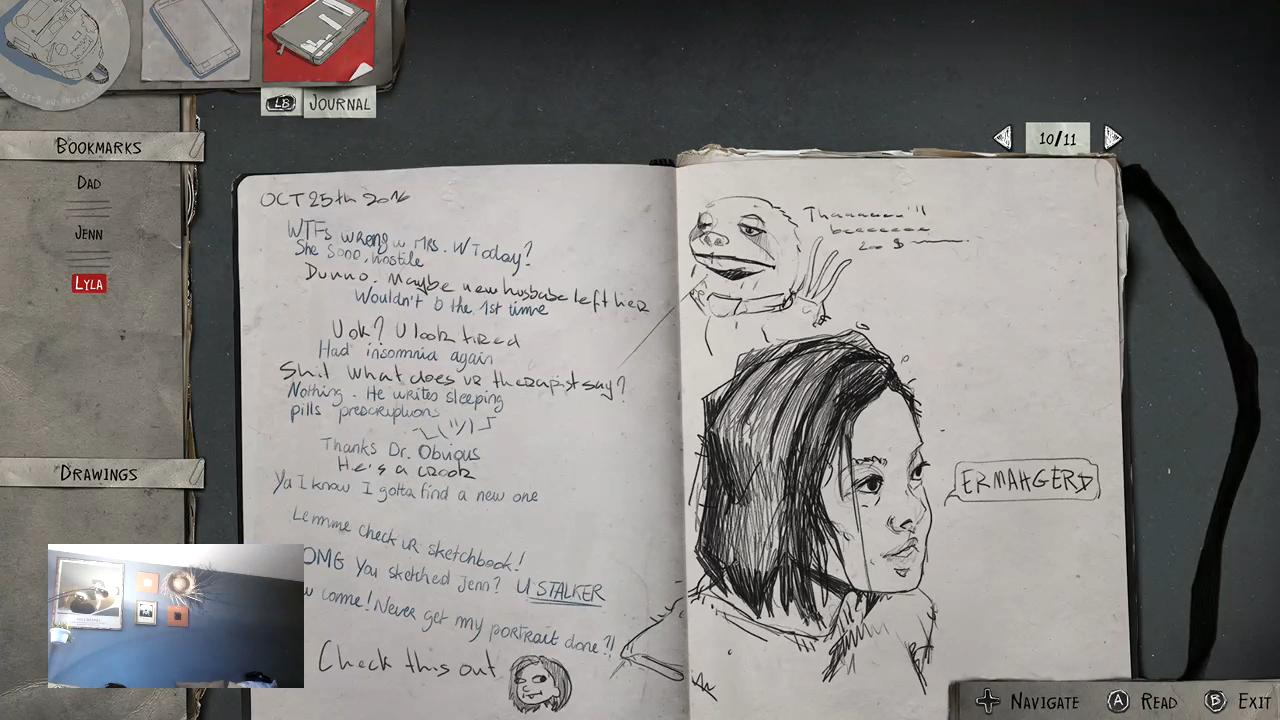 LB JOURNAL
10/11
BOOKMARKS
DAD
JENN
LYLA
DRAWINGS
OCT 25th 2016
WTFs wrong w MRS. W Today?
She sooo hostile
Dunno. Maybe new husbabe left her
Wouldn't b the 1st time
U ok? U look tired
Had insomnia again
Shit what does ur therapist say?
Nothing. He writes sleeping
pills prescriptions
Thanks Dr. Obvious
He's a crook
Ya I know I gotta find a new one
Lemme check ur sketchbook!
OMG You sketched Jenn? U STALKER
come! Never get my portrait done?!
Check this out
ERMAHGERD
NAVIGATE
A READ
B EXIT